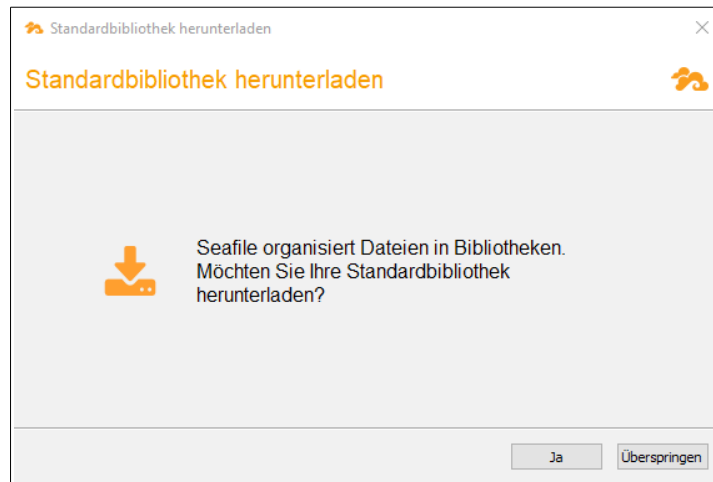 Standardbibliothek herunterladen
Standardbibliothek herunterladen
Seafile organisiert Dateien in Bibliotheken.
Möchten Sie Ihre Standardbibliothek
herunterladen?
Ja
Überspringen